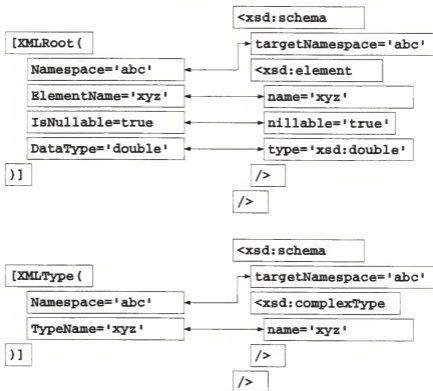 <xsd:schema
[XMLRoot( targetNamespace='abc'
Namespace='abc' <xsd:element
ElementName='xyz' name='xyz'
IsNullable=true nillable='true'
DataType='double' type='xsd:double'
)] />
/>
<xsd:schema
[XMLType( targetNamespace='abc'
Namespace='abc' <xsd:complexType
TypeName='xyz' name='xyz'
)] />
/>